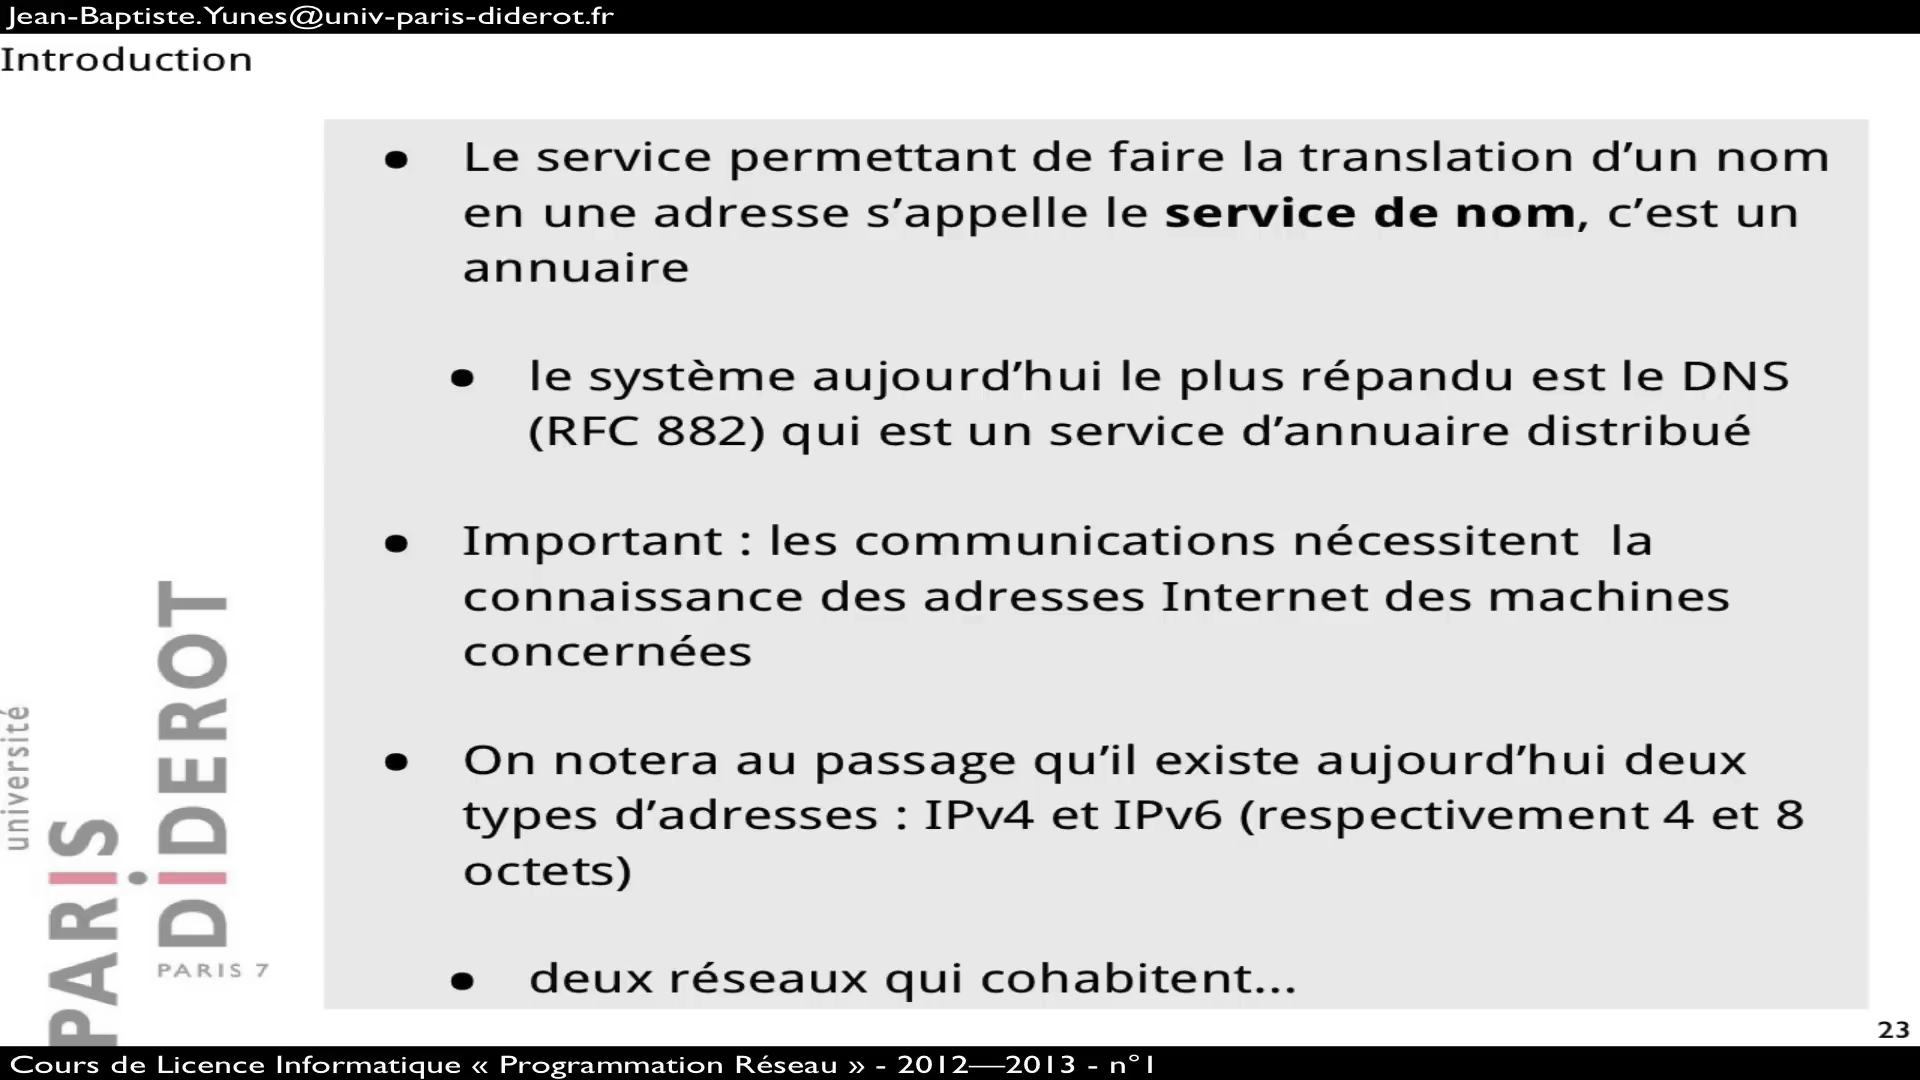 Jean-Baptiste.Yunes@univ-paris-diderot.fr
Introduction
• Le service permettant de faire la translation d’un nom
en une adresse s’appelle le service de nom, c’est un
annuaire
• le système aujourd’hui le plus répandu est le DNS
(RFC 882) qui est un service d’annuaire distribué
• Important : les communications nécessitent  la
connaissance des adresses Internet des machines
concernées
• On notera au passage qu’il existe aujourd’hui deux
types d’adresses : IPv4 et IPv6 (respectivement 4 et 8
octets)
• deux réseaux qui cohabitent...
université
PARIS
DIDEROT
PARIS 7
23
Cours de Licence Informatique « Programmation Réseau » - 2012—2013 - n°1